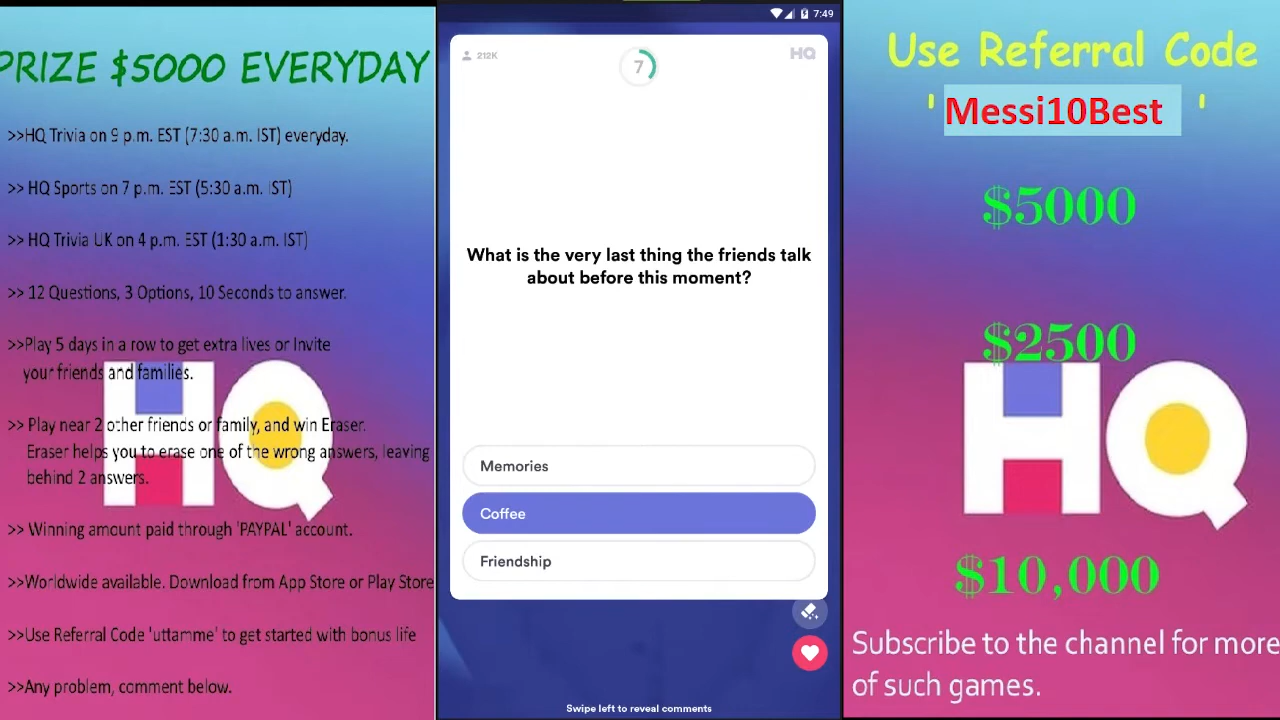 PRIZE $5000 EVERYDAY
>>HQ Trivia on 9 p.m. EST (7:30 a.m. IST) everyday.
>> HQ Sports on 7 p.m. EST (5:30 a.m. IST)
>> HQ Trivia UK on 4 p.m. EST (1:30 a.m. IST)
>> 12 Questions, 3 Options, 10 Seconds to answer.
>>Play 5 days in a row to get extra lives or Invite
your friends and families.
>> Play near 2 other friends or family, and win Eraser.
Eraser helps you to erase one of the wrong answers, leaving
behind 2 answers.
>> Winning amount paid through 'PAYPAL' account.
>>Worldwide available. Download from App Store or Play Store
>>Use Referral Code 'uttamme' to get started with bonus life
>>Any problem, comment below.
HQ
7:49
212K
7
HQ
What is the very last thing the friends talk
about before this moment?
Memories
Coffee
Friendship
Swipe left to reveal comments
Use Referral Code
' Messi10Best '
$5000
$2500
HQ
$10,000
Subscribe to the channel for more
of such games.